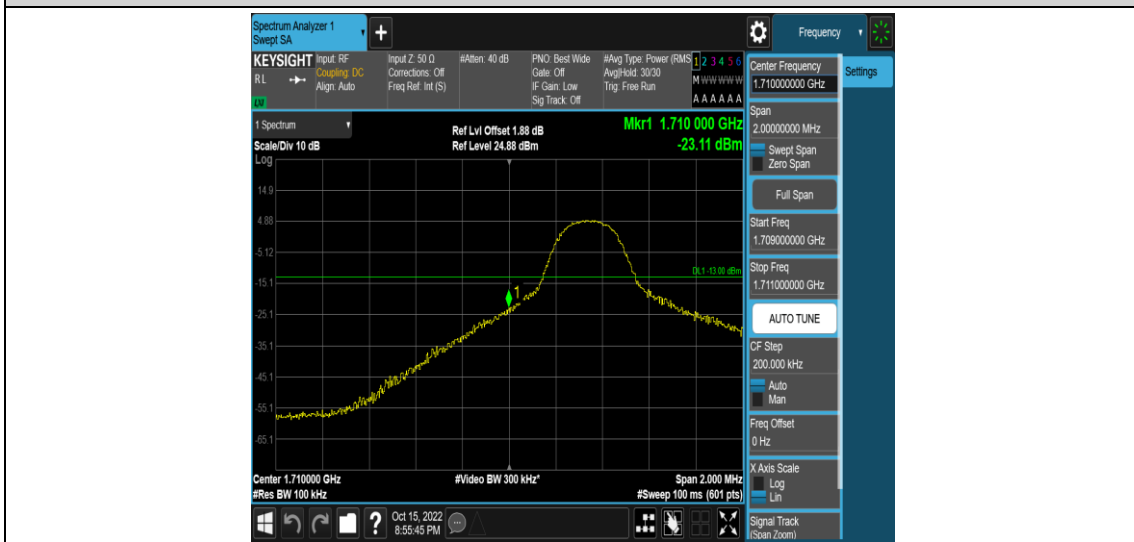 Spectrum Analyzer 1
Swept SA
+
Frequency
KEYSIGHT
RL
Input: RF
Coupling: DC
Align: Auto
Input Z: 50 Ω
Corrections: Off
Freq Ref: Int (S)
#Atten: 40 dB
PNO: Best Wide
Gate: Off
IF Gain: Low
Sig Track: Off
#Avg Type: Power (RMS
Avg|Hold: 30/30
Trig: Free Run
1 2 3 4 5 6
M W W W W W
A A A A A A
Center Frequency
1.710000000 GHz
Settings
Span
2.00000000 MHz
Swept Span
Zero Span
Full Span
Start Freq
1.709000000 GHz
Stop Freq
1.711000000 GHz
AUTO TUNE
CF Step
200.000 kHz
Auto
Man
Freq Offset
0 Hz
X Axis Scale
Log
Lin
Signal Track
(Span Zoom)
1 Spectrum
Scale/Div 10 dB
Ref Lvl Offset 1.88 dB
Ref Level 24.88 dBm
Mkr1 1.710 000 GHz
-23.11 dBm
Log
14.9
4.88
-5.12
DL1 -13.00 dBm
-15.1
1
-25.1
-35.1
-45.1
-55.1
-65.1
Center 1.710000 GHz
#Video BW 300 kHz*
Span 2.000 MHz
#Res BW 100 kHz
#Sweep 100 ms (601 pts)
?
Oct 15, 2022
8:55:45 PM